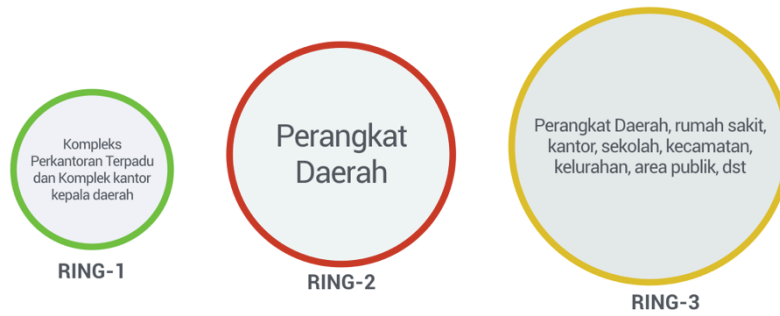 Kompleks
Perkantoran Terpadu
dan Komplek kantor
kepala daerah
RING-1
Perangkat
Daerah
RING-2
Perangkat Daerah, rumah sakit,
kantor, sekolah, kecamatan,
kelurahan, area publik, dst
RING-3